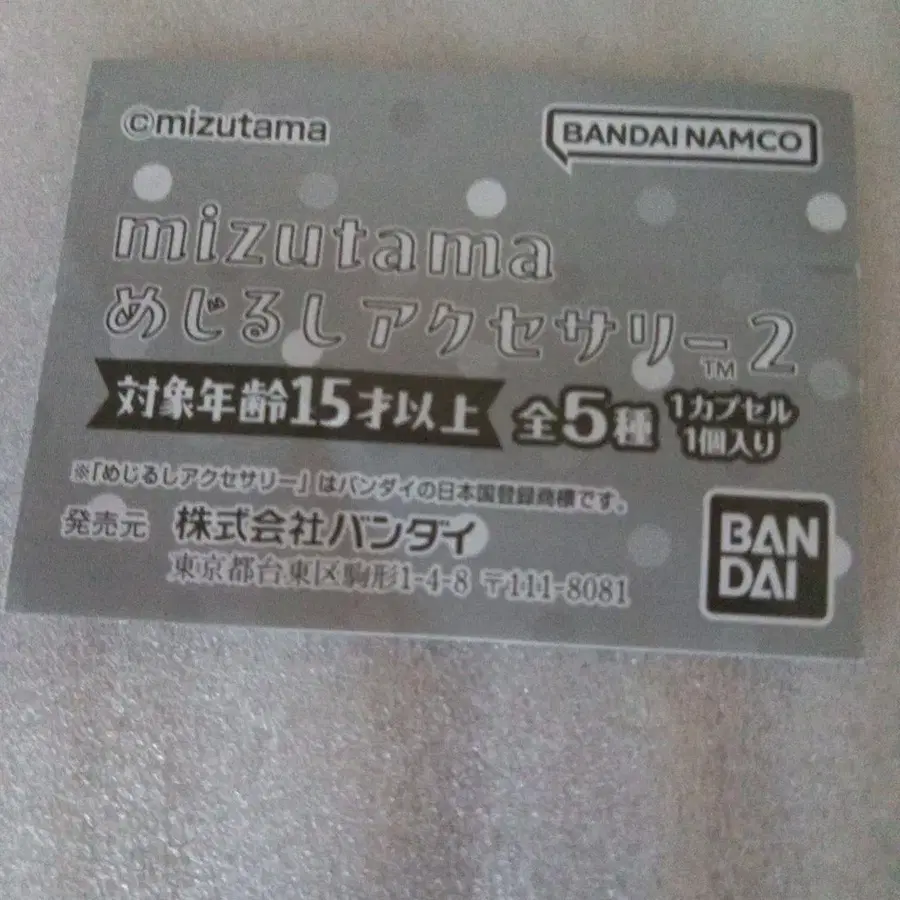 ©mizutama
BANDAI NAMCO
mizutama
めじるしアクセサリー™2
対象年齢15才以上
全5種
1カプセル
1個入り
※「めじるしアクセサリー」はバンダイの日本国登録商標です。
発売元 株式会社バンダイ
東京都台東区駒形1-4-8 〒111-8081
BAN
DAI